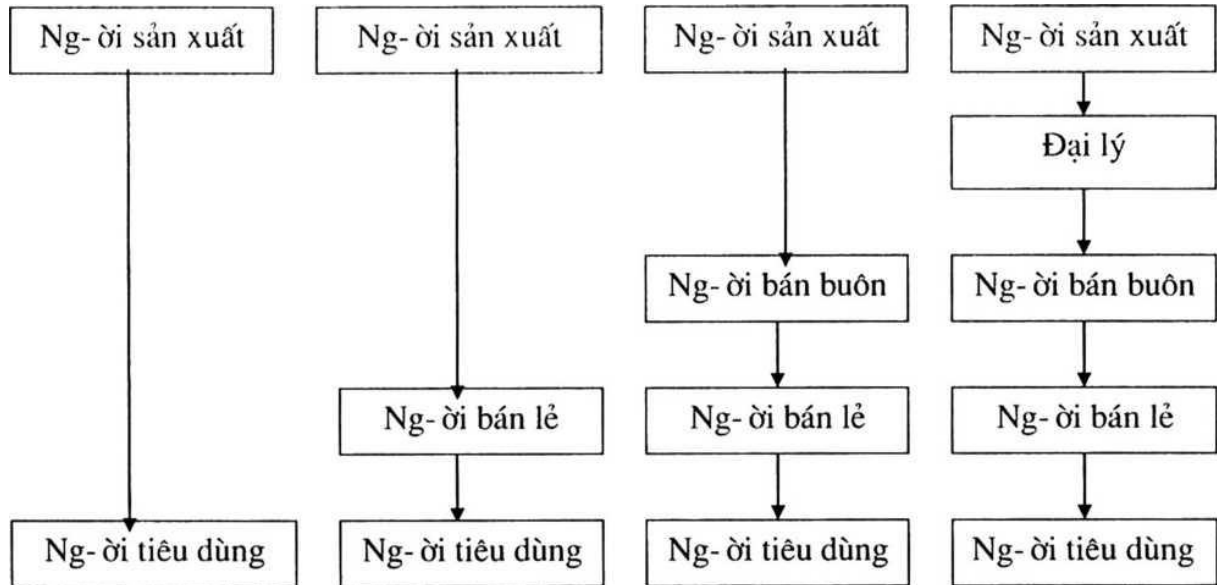 Ng- ời sản xuất
Ng- ời sản xuất
Ng- ời sản xuất
Ng- ời sản xuất
Đại lý
Ng- ời bán buôn
Ng- ời bán buôn
Ng- ời bán lẻ
Ng- ời bán lẻ
Ng- ời bán lẻ
Ng- ời tiêu dùng
Ng- ời tiêu dùng
Ng- ời tiêu dùng
Ng- ời tiêu dùng